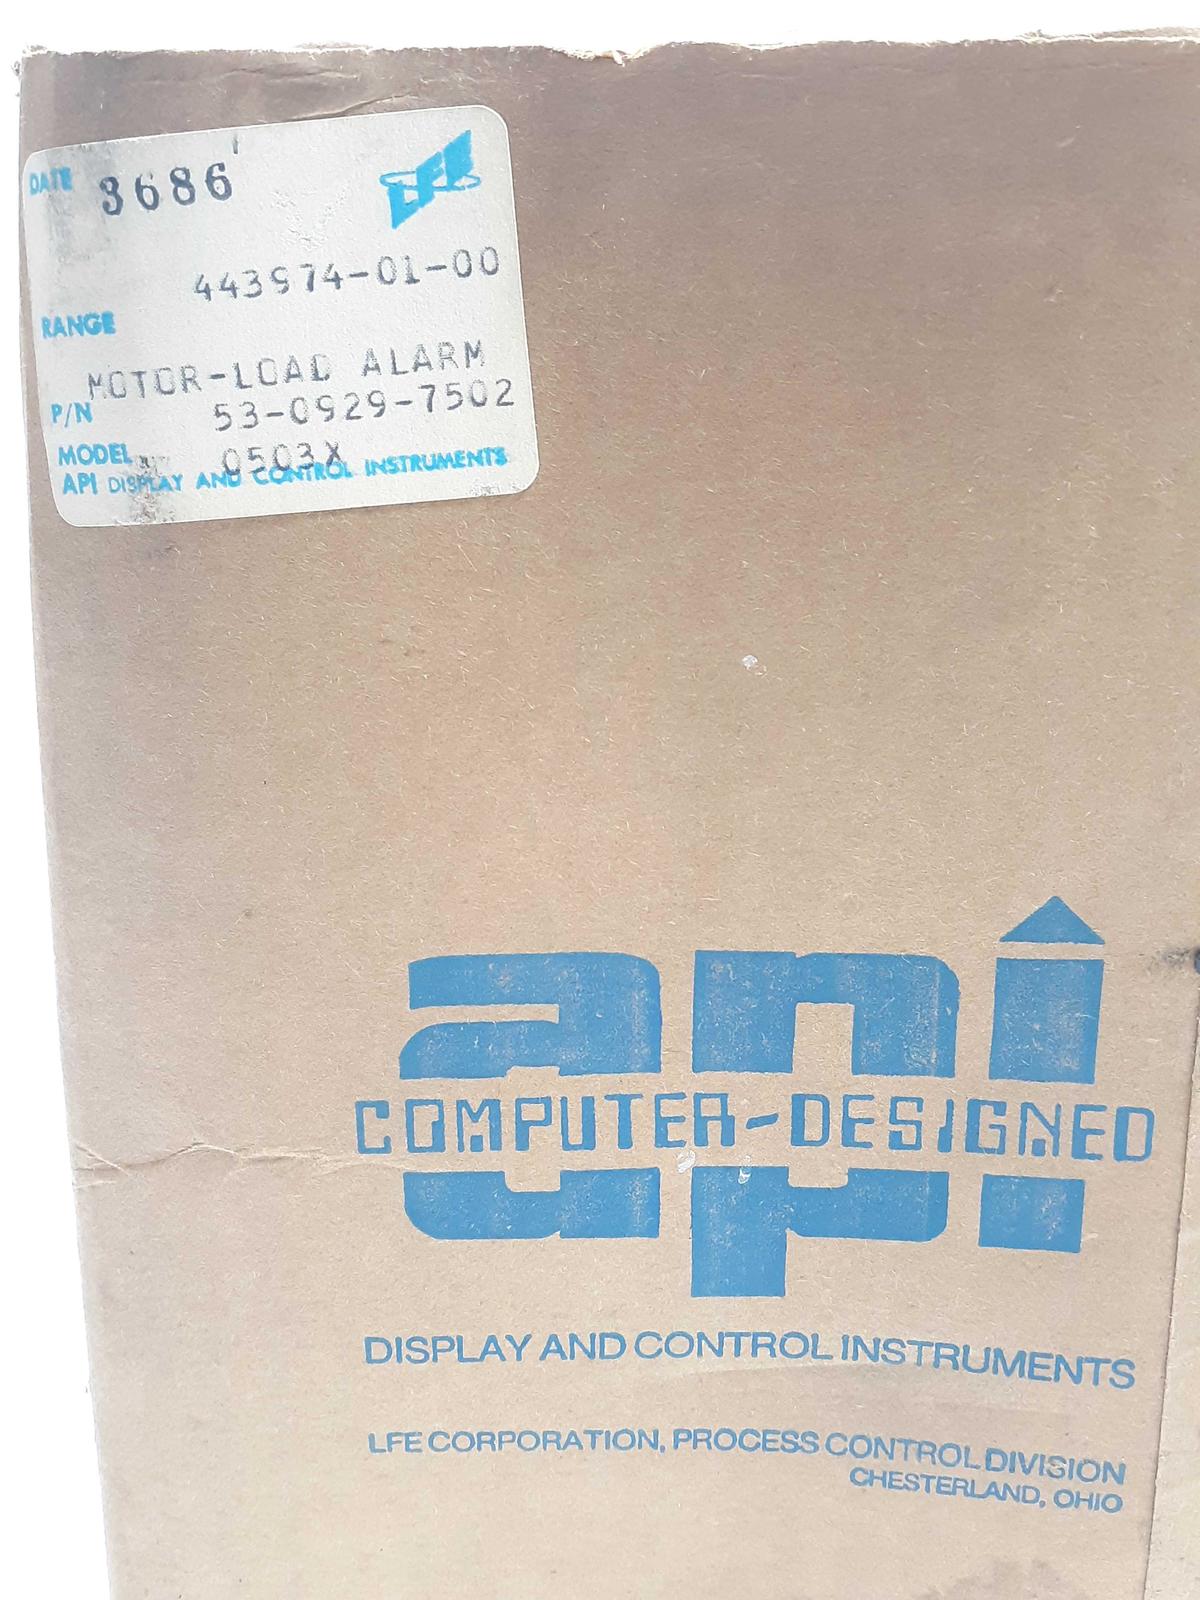 DATE 3686
LFE
443974-01-00
RANGE
MOTOR-LOAD ALARM
P/N 53-0929-7502
MODEL 0503X
API DISPLAY AND CONTROL INSTRUMENTS
api
COMPUTER-DESIGNED
DISPLAY AND CONTROL INSTRUMENTS
LFE CORPORATION, PROCESS CONTROL DIVISION
CHESTERLAND, OHIO